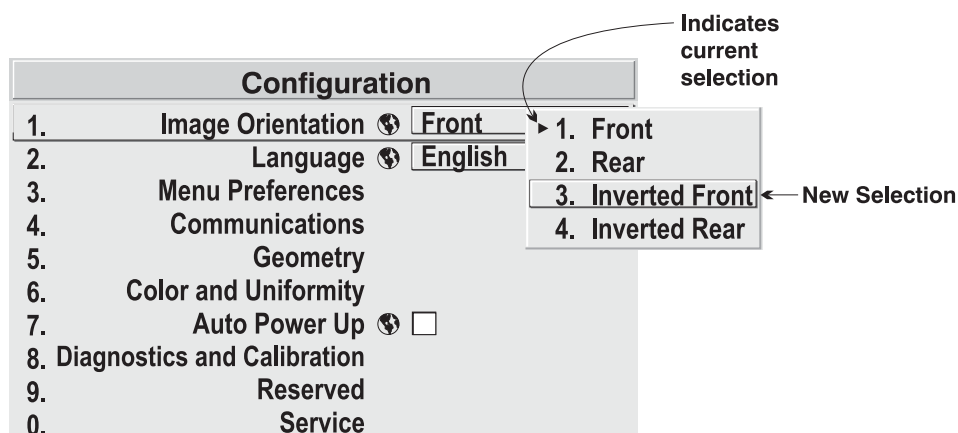 Indicates
current
selection
Configuration
1. Image Orientation Front
2. Language English
3. Menu Preferences
4. Communications
5. Geometry
6. Color and Uniformity
7. Auto Power Up
8. Diagnostics and Calibration
9. Reserved
0. Service
1. Front
2. Rear
3. Inverted Front
4. Inverted Rear
New Selection